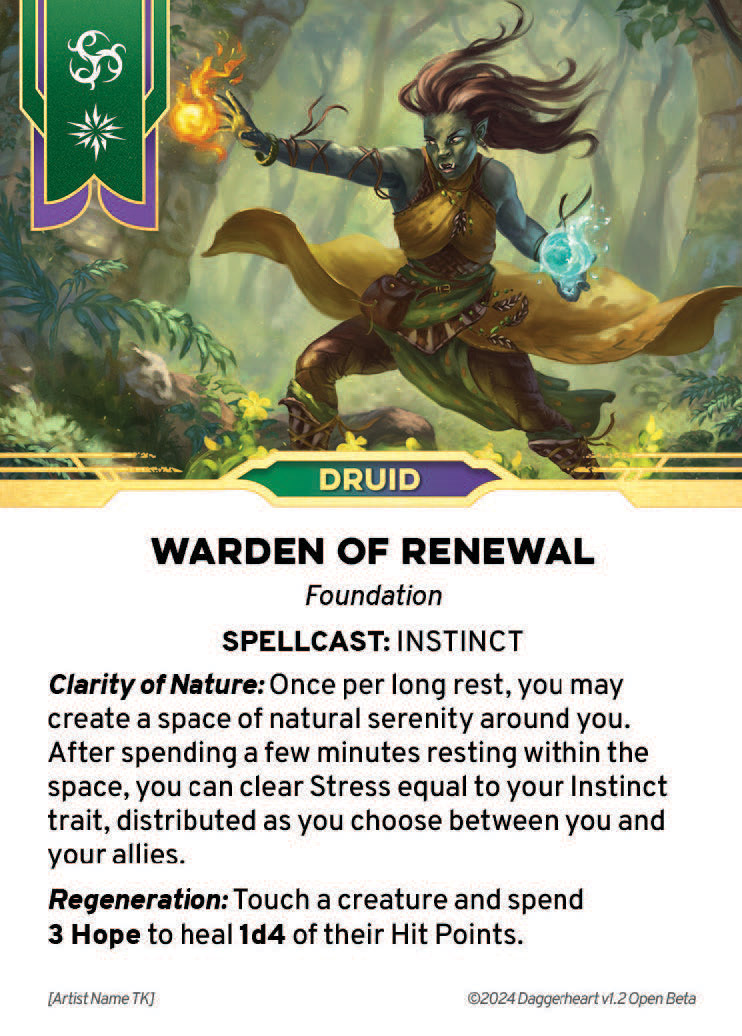 DRUID
WARDEN OF RENEWAL
Foundation
SPELLCAST: INSTINCT
Clarity of Nature: Once per long rest, you may
create a space of natural serenity around you.
After spending a few minutes resting within the
space, you can clear Stress equal to your Instinct
trait, distributed as you choose between you and
your allies.
Regeneration: Touch a creature and spend
3 Hope to heal 1d4 of their Hit Points.
[Artist Name TK]
©2024 Daggerheart v1.2 Open Beta